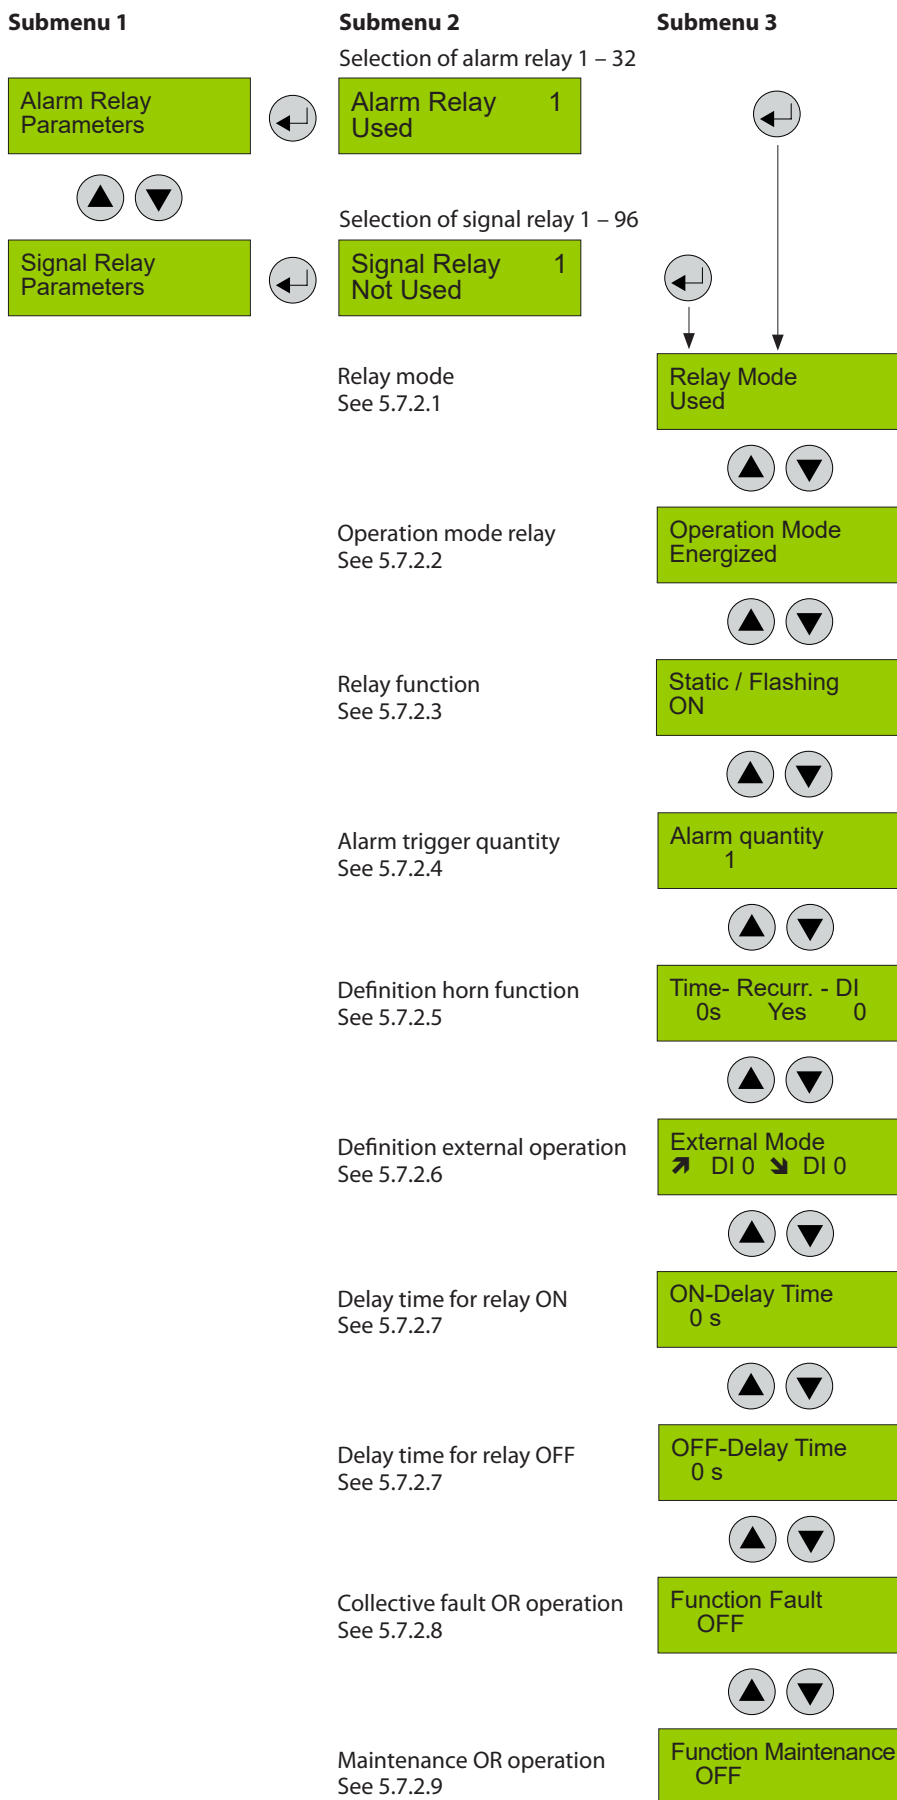 Submenu 1
Submenu 2
Submenu 3
Selection of alarm relay 1 – 32
Alarm Relay
Parameters
Alarm Relay 1
Used
Selection of signal relay 1 – 96
Signal Relay
Parameters
Signal Relay 1
Not Used
Relay mode
See 5.7.2.1
Relay Mode
Used
Operation mode relay
See 5.7.2.2
Operation Mode
Energized
Relay function
See 5.7.2.3
Static / Flashing
ON
Alarm trigger quantity
See 5.7.2.4
Alarm quantity
1
Definition horn function
See 5.7.2.5
Time- Recurr. - DI
0s Yes 0
Definition external operation
See 5.7.2.6
External Mode
↗ DI 0 ↘ DI 0
Delay time for relay ON
See 5.7.2.7
ON-Delay Time
0 s
Delay time for relay OFF
See 5.7.2.7
OFF-Delay Time
0 s
Collective fault OR operation
See 5.7.2.8
Function Fault
OFF
Maintenance OR operation
See 5.7.2.9
Function Maintenance
OFF